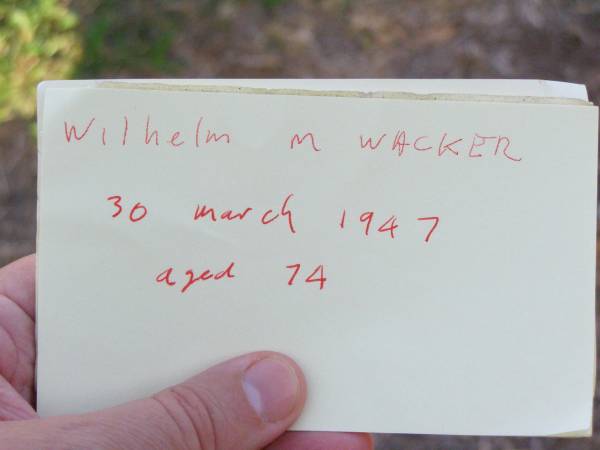 Wilhelm M WACKER
30 march 1947
aged 74